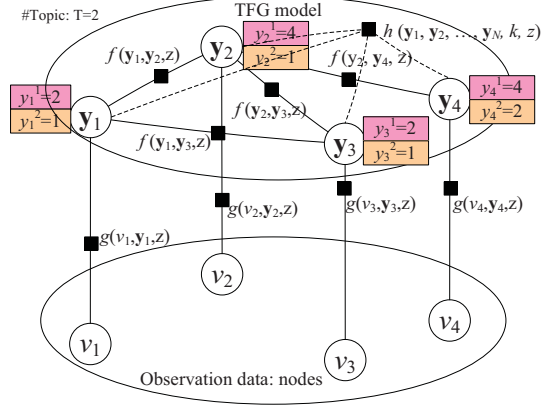 #Topic: T=2
TFG model
h (y1, y2, ..., yN, k, z)
f(y1,y2,z)
y2
y2^1=4
y2^2=1
f(y2, y4, z)
y1^1=2
y1^2=1
y1
f(y2,y3,z)
y4
y4^1=4
y4^2=2
f(y1,y3,z)
y3
y3^1=2
y3^2=1
g(v1,y1,z)
g(v2,y2,z)
g(v3,y3,z)
g(v4,y4,z)
v2
v1
v3
v4
Observation data: nodes